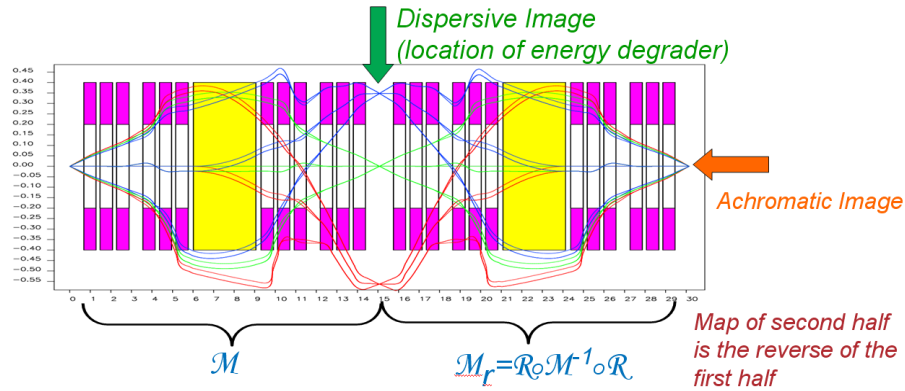 Dispersive Image
(location of energy degrader)
0.45
0.40
0.35
0.30
0.25
0.20
0.15
0.10
0.05
0.00
-0.05
-0.10
-0.15
-0.20
-0.25
-0.30
-0.35
-0.40
-0.45
-0.50
-0.55
Achromatic Image
0 1 2 3 4 5 6 7 8 9 10 11 12 13 14 15 16 17 18 19 20 21 22 23 24 25 26 27 28 29 30
M
Mr=R∘M⁻¹∘R
Map of second half
is the reverse of the
first half